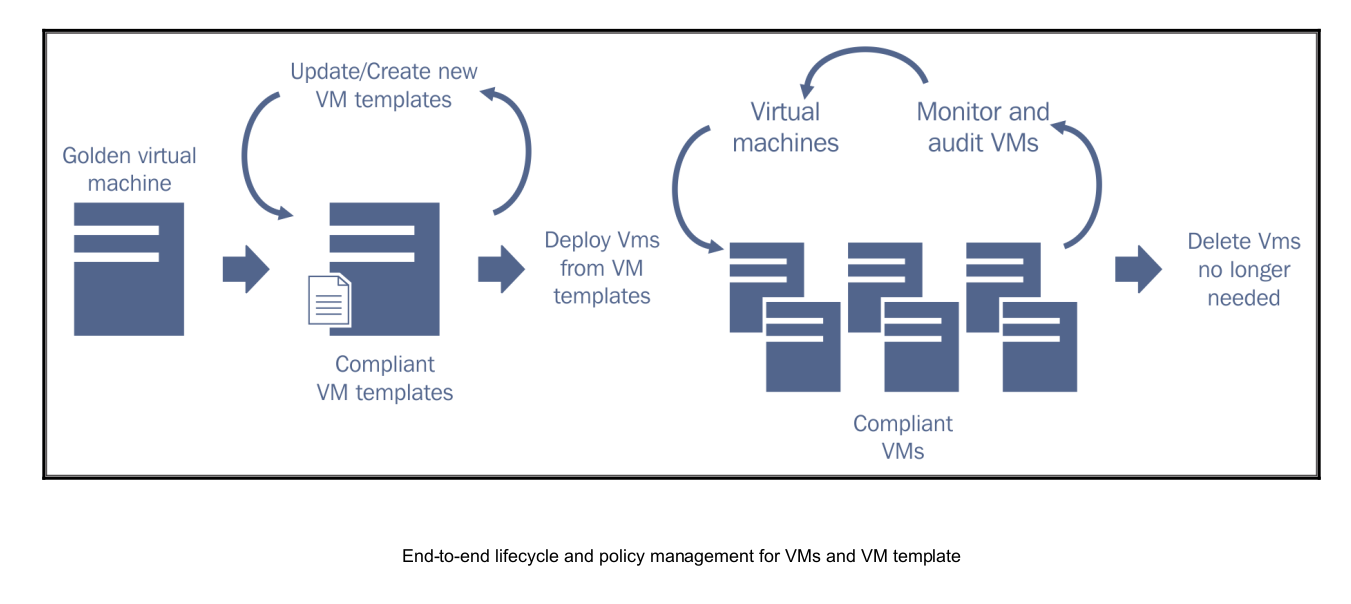 Golden virtual
machine
Update/Create new
VM templates
Compliant
VM templates
Deploy Vms
from VM
templates
Virtual
machines
Monitor and
audit VMs
Compliant
VMs
Delete Vms
no longer
needed
End-to-end lifecycle and policy management for VMs and VM template